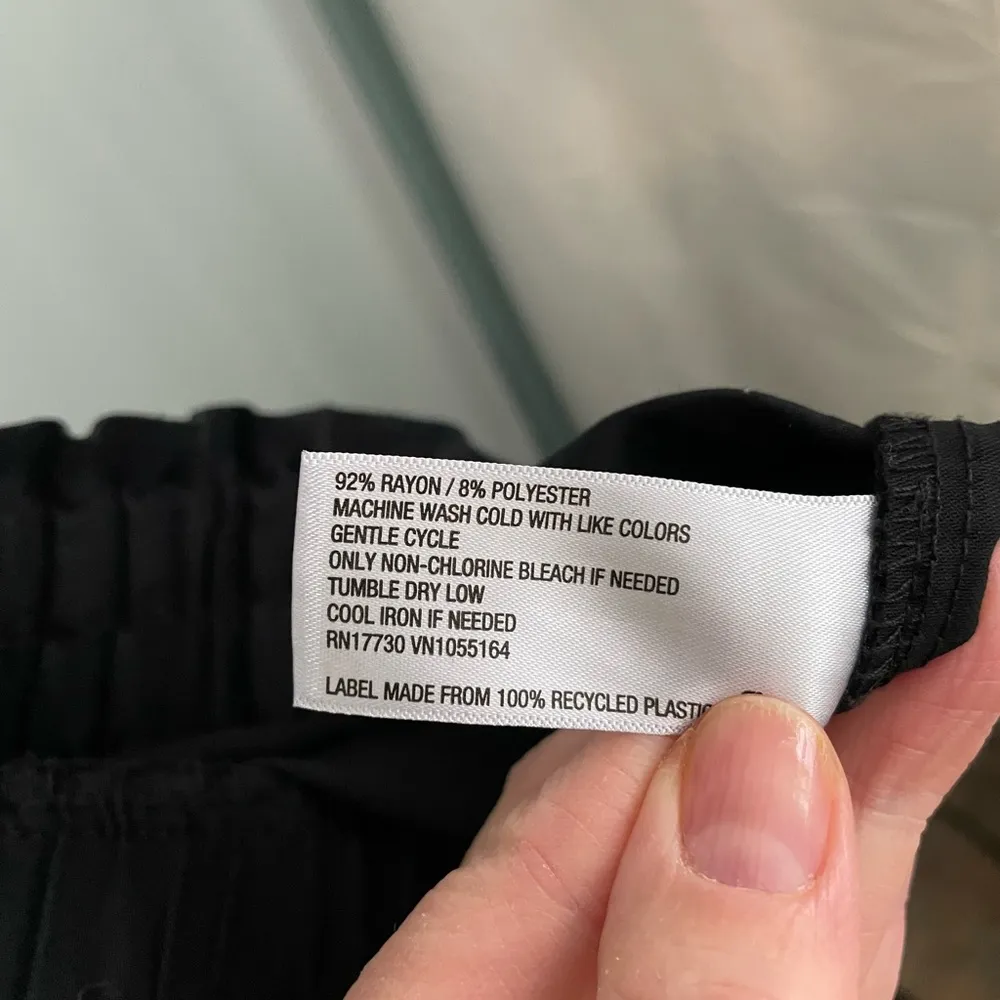 92% RAYON / 8% POLYESTER
MACHINE WASH COLD WITH LIKE COLORS
GENTLE CYCLE
ONLY NON-CHLORINE BLEACH IF NEEDED
TUMBLE DRY LOW
COOL IRON IF NEEDED
RN17730 VN1055164
LABEL MADE FROM 100% RECYCLED PLASTIC